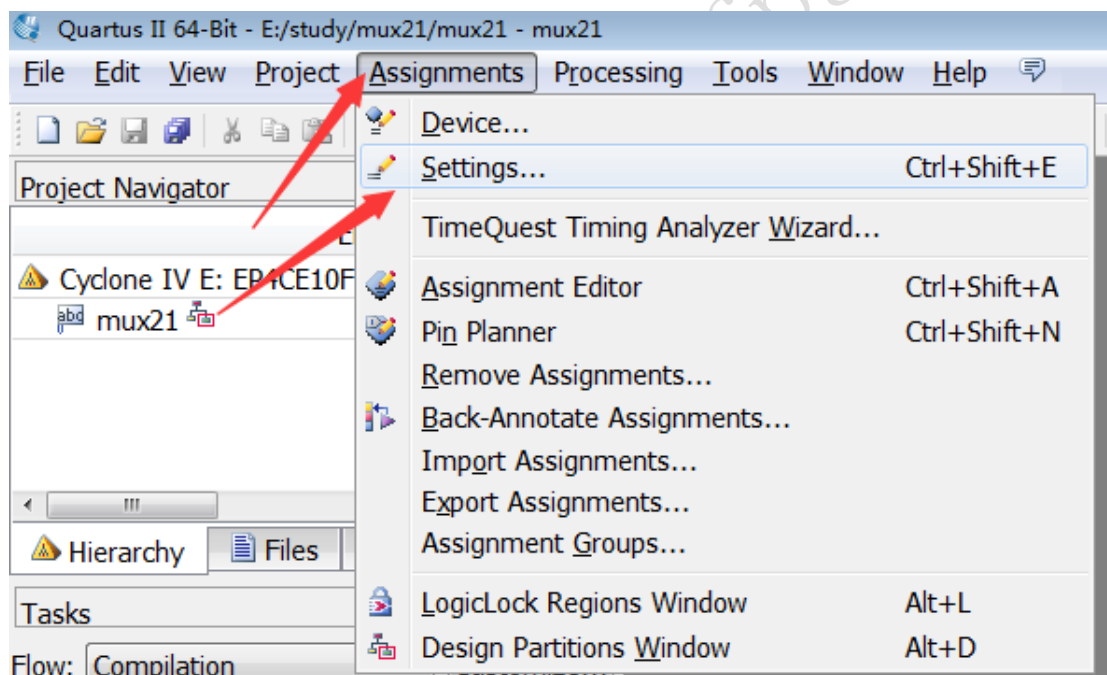 Quartus II 64-Bit - E:/study/mux21/mux21 - mux21
File Edit View Project Assignments Processing Tools Window Help
Device...
Settings... Ctrl+Shift+E
Project Navigator
TimeQuest Timing Analyzer Wizard...
Cyclone IV E: EP4CE10F
Assignment Editor Ctrl+Shift+A
abd mux21
Pin Planner Ctrl+Shift+N
Remove Assignments...
Back-Annotate Assignments...
Import Assignments...
Export Assignments...
Hierarchy Files
Assignment Groups...
Tasks
LogicLock Regions Window Alt+L
Design Partitions Window Alt+D
Flow: Compilation